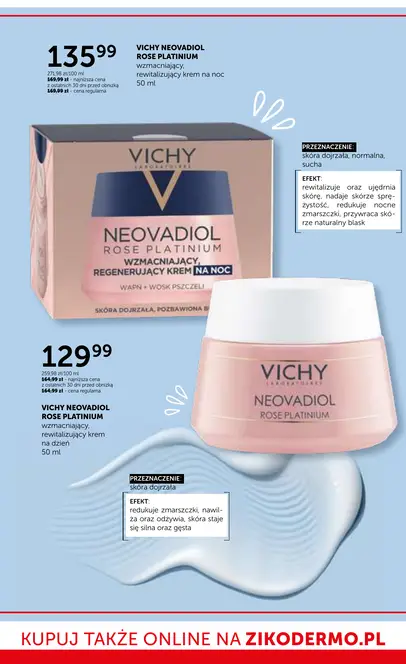 135⁹⁹
271,98 zł/100 ml
169,99 zł - najniższa cena
z ostatnich 30 dni przed obniżką
169,99 zł - cena regularna
VICHY NEOVADIOL
ROSE PLATINIUM
wzmacniający,
rewitalizujący krem na noc
50 ml
VICHY
LABORATOIRES
NEOVADIOL
ROSE PLATINIUM
WZMACNIAJĄCY,
REGENERUJĄCY KREM NA NOC
WAPŃ + WOSK PSZCZELI
SKÓRA DOJRZAŁA, POZBAWIONA B
PRZEZNACZENIE
skóra dojrzała, normalna,
sucha
EFEKT:
rewitalizuje oraz ujędrnia
skórę, nadaje skórze sprę-
żystość, redukuje nocne
zmarszczki, przywraca skó-
rze naturalny blask
129⁹⁹
259,98 zł/100 ml
164,99 zł - najniższa cena
z ostatnich 30 dni przed obniżką
164,99 zł - cena regularna
VICHY NEOVADIOL
ROSE PLATINIUM
wzmacniający,
rewitalizujący krem
na dzień
50 ml
VICHY
LABORATOIRES
NEOVADIOL
ROSE PLATINIUM
PRZEZNACZENIE
skóra dojrzała
EFEKT:
redukuje zmarszczki, nawil-
ża oraz odżywia, skóra staje
się silna oraz gęsta
KUPUJ TAKŻE ONLINE NA ZIKODERMO.PL